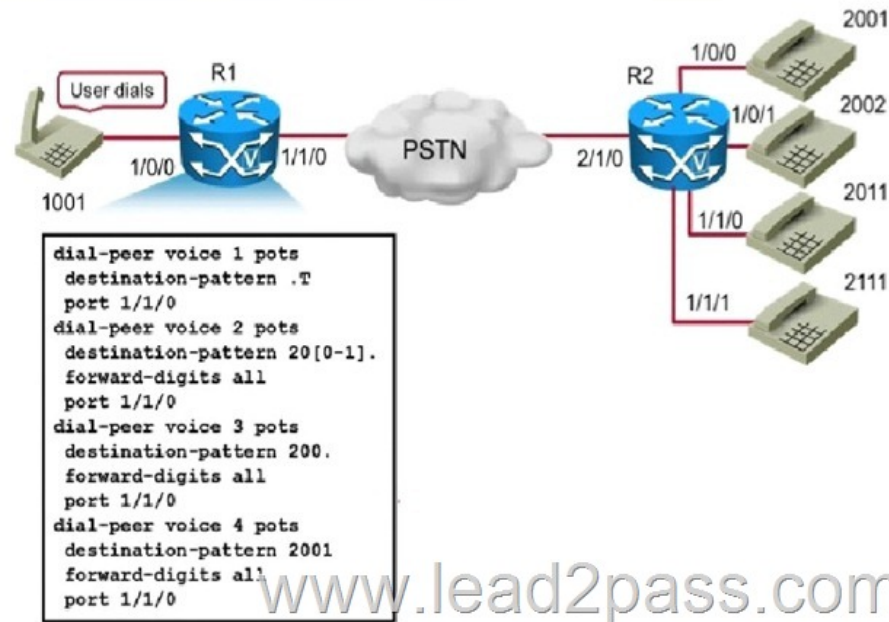 2001
1/0/0
R1
R2
User dials
2002
1/0/1
PSTN
1/0/0
1/1/0
2/1/0
1001
2011
1/1/0
2111
1/1/1
dial-peer voice 1 pots
destination-pattern .T
port 1/1/0
dial-peer voice 2 pots
destination-pattern 20[0-1].
forward-digits all
port 1/1/0
dial-peer voice 3 pots
destination-pattern 200.
forward-digits all
port 1/1/0
dial-peer voice 4 pots
destination-pattern 2001
forward-digits all
port 1/1/0
www.lead2pass.com
V
V